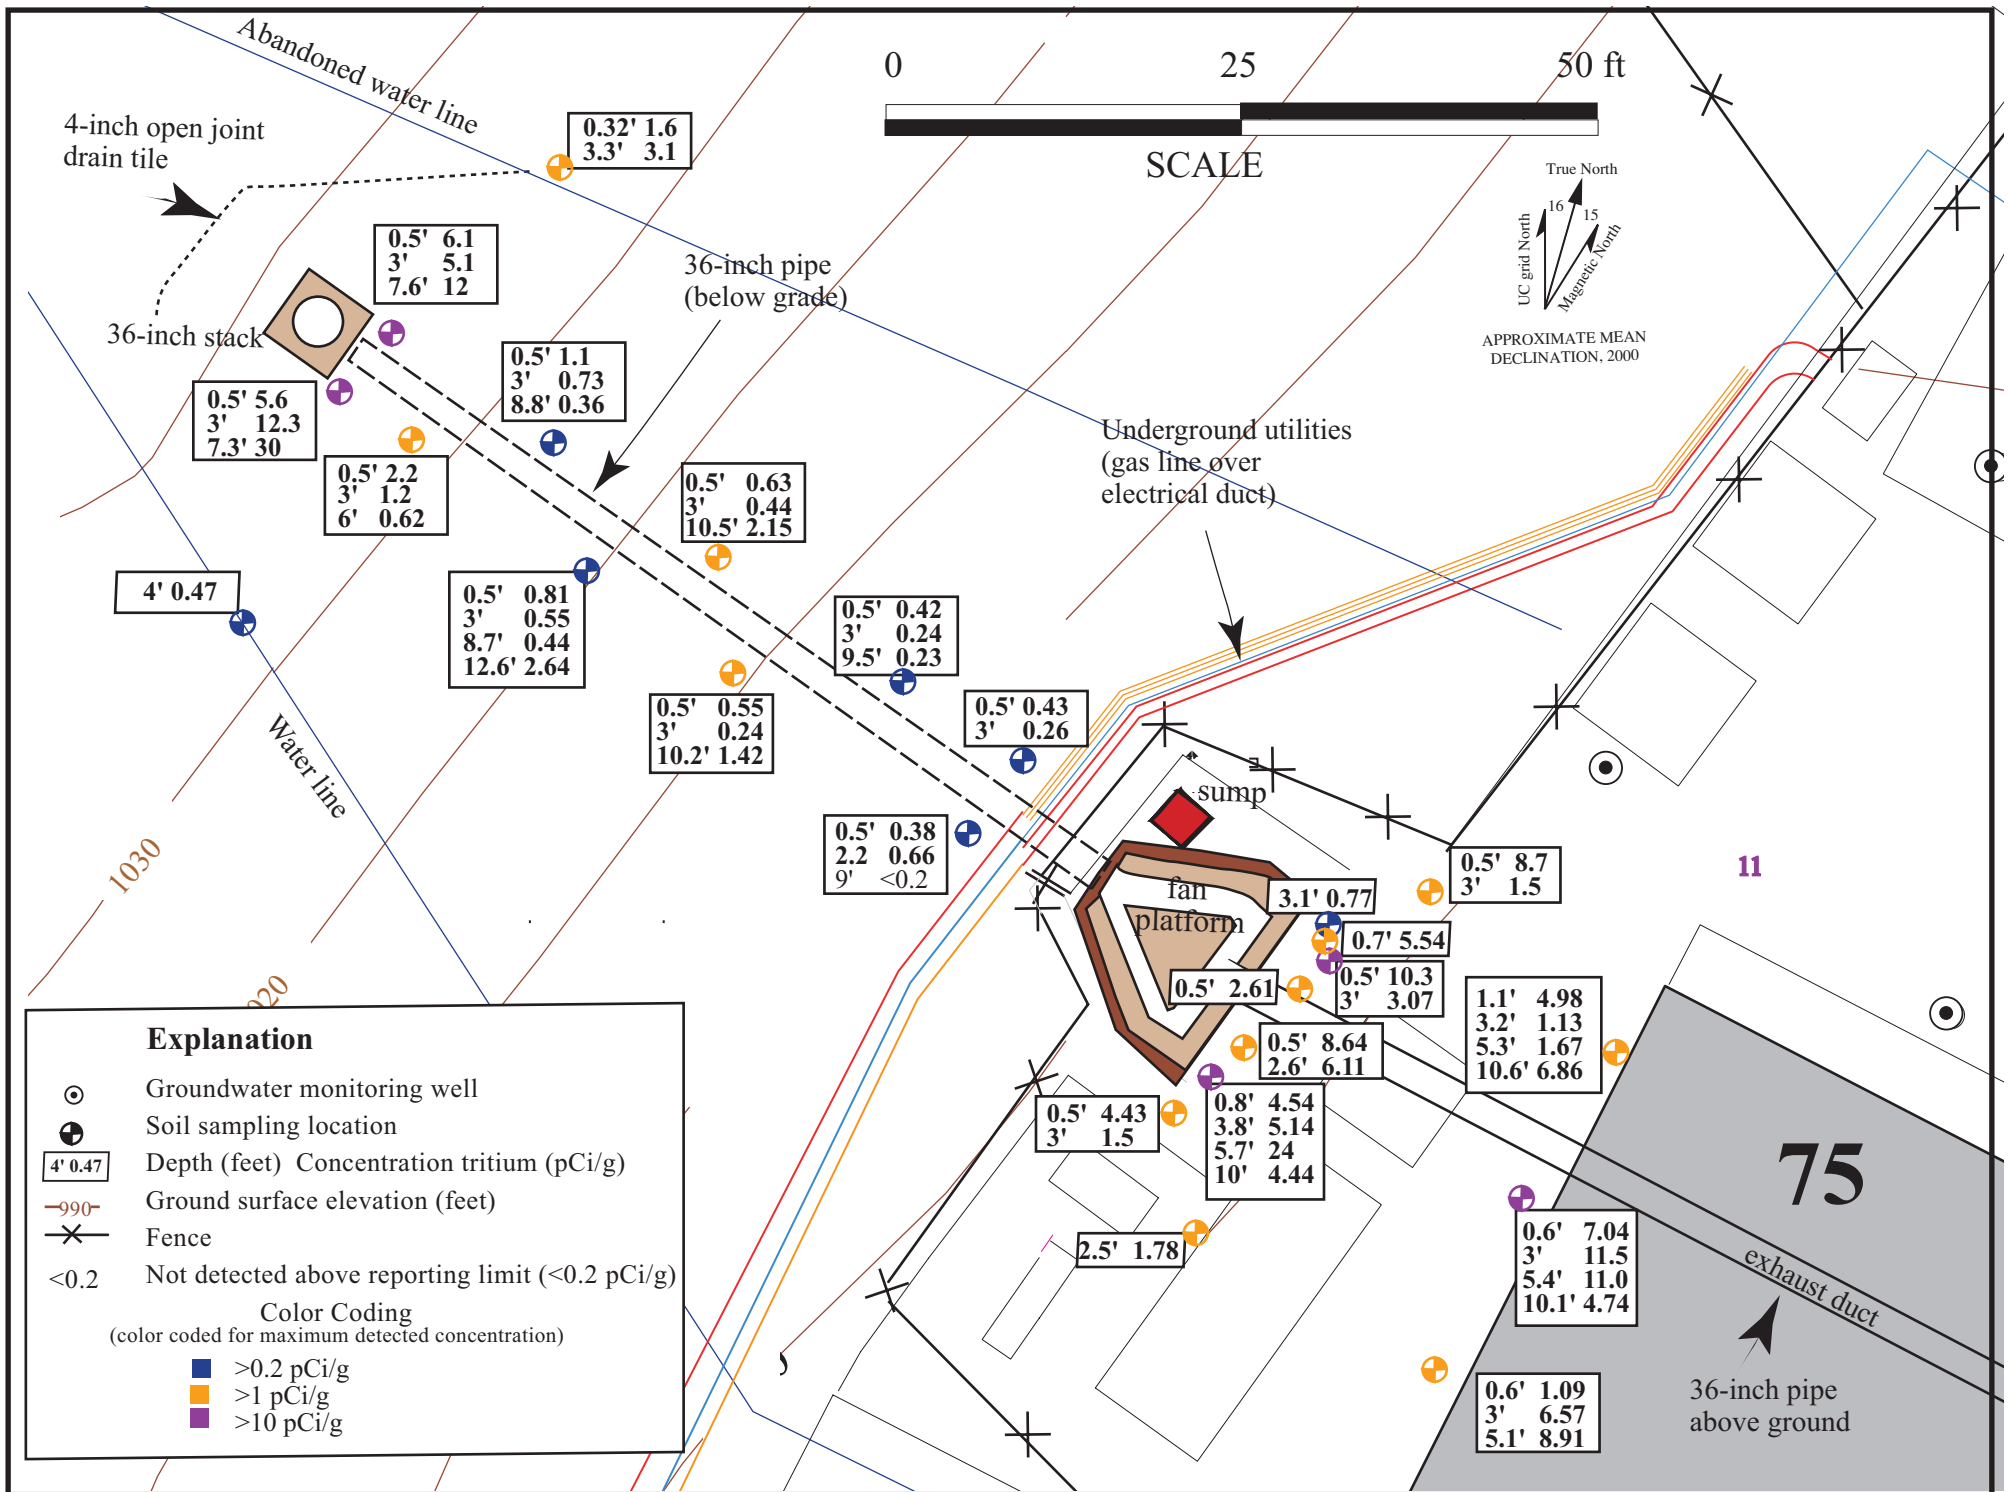 Abandoned water line
0
25
50 ft
SCALE
4-inch open joint
drain tile
0.32' 1.6
3.3' 3.1
True North
16
15
UC grid North
Magnetic North
APPROXIMATE MEAN
DECLINATION, 2000
0.5' 6.1
3' 5.1
7.6' 12
36-inch pipe
(below grade)
36-inch stack
0.5' 1.1
3' 0.73
8.8' 0.36
0.5' 5.6
3' 12.3
7.3' 30
0.5' 2.2
3' 1.2
6' 0.62
0.5' 0.63
3' 0.44
10.5' 2.15
Underground utilities
(gas line over
electrical duct)
4' 0.47
0.5' 0.81
3' 0.55
8.7' 0.44
12.6' 2.64
0.5' 0.42
3' 0.24
9.5' 0.23
0.5' 0.55
3' 0.24
10.2' 1.42
0.5' 0.43
3' 0.26
Water line
sump
0.5' 0.38
2.2 0.66
9' <0.2
1030
fan
platform
3.1' 0.77
0.5' 8.7
3' 1.5
11
0.7' 5.54
0.5' 10.3
3' 3.07
0.5' 2.61
1.1' 4.98
3.2' 1.13
5.3' 1.67
10.6' 6.86
020
0.5' 8.64
2.6' 6.11
0.5' 4.43
3' 1.5
0.8' 4.54
3.8' 5.14
5.7' 24
10' 4.44
75
2.5' 1.78
0.6' 7.04
3' 11.5
5.4' 11.0
10.1' 4.74
exhaust duct
36-inch pipe
above ground
0.6' 1.09
3' 6.57
5.1' 8.91
Explanation
Groundwater monitoring well
Soil sampling location
4' 0.47 Depth (feet) Concentration tritium (pCi/g)
990 Ground surface elevation (feet)
Fence
<0.2 Not detected above reporting limit (<0.2 pCi/g)
Color Coding
(color coded for maximum detected concentration)
>0.2 pCi/g
>1 pCi/g
>10 pCi/g